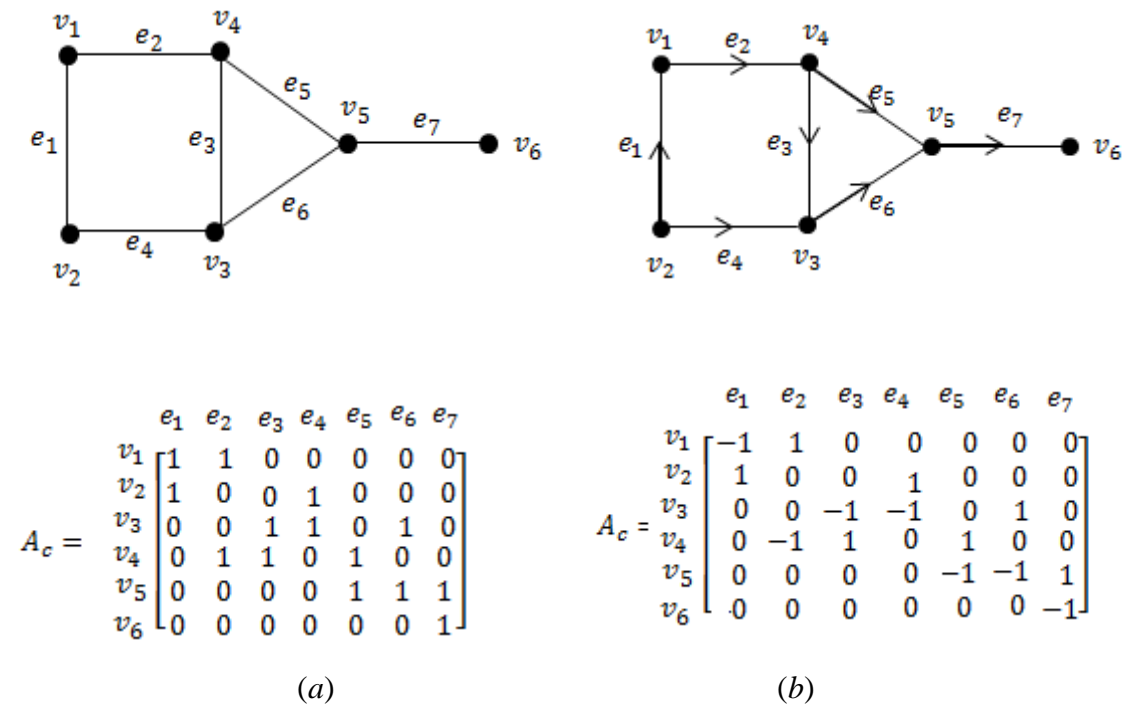 v₁ e₂ v₄
e₁ e₃ e₅ v₅ e₇ v₆
v₂ e₄ v₃ e₆
v₁ e₂ v₄
e₁ e₃ e₅ v₅ e₇ v₆
v₂ e₄ v₃ e₆
e₁ e₂ e₃ e₄ e₅ e₆ e₇
v₁ 1 1 0 0 0 0 0
v₂ 1 0 0 1 0 0 0
v₃ 0 0 1 1 0 1 0
A_c = v₄ 0 1 1 0 1 0 0
v₅ 0 0 0 0 1 1 1
v₆ 0 0 0 0 0 0 1
e₁ e₂ e₃ e₄ e₅ e₆ e₇
v₁ −1 1 0 0 0 0 0
v₂ 1 0 0 1 0 0 0
v₃ 0 0 −1 −1 0 1 0
A_c = v₄ 0 −1 1 0 1 0 0
v₅ 0 0 0 0 −1 −1 1
v₆ 0 0 0 0 0 0 −1
(a) (b)